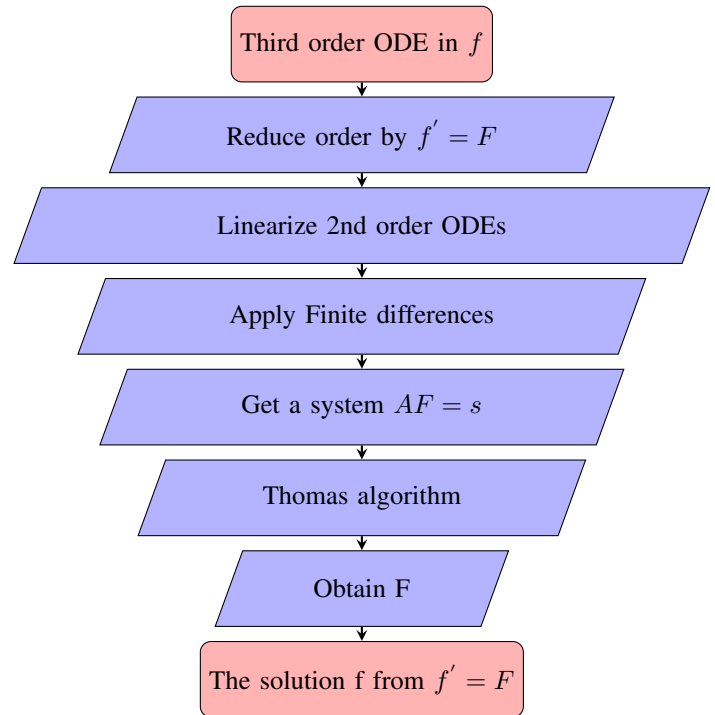 Third order ODE in f
Reduce order by f' = F
Linearize 2nd order ODEs
Apply Finite differences
Get a system AF = s
Thomas algorithm
Obtain F
The solution f from f' = F